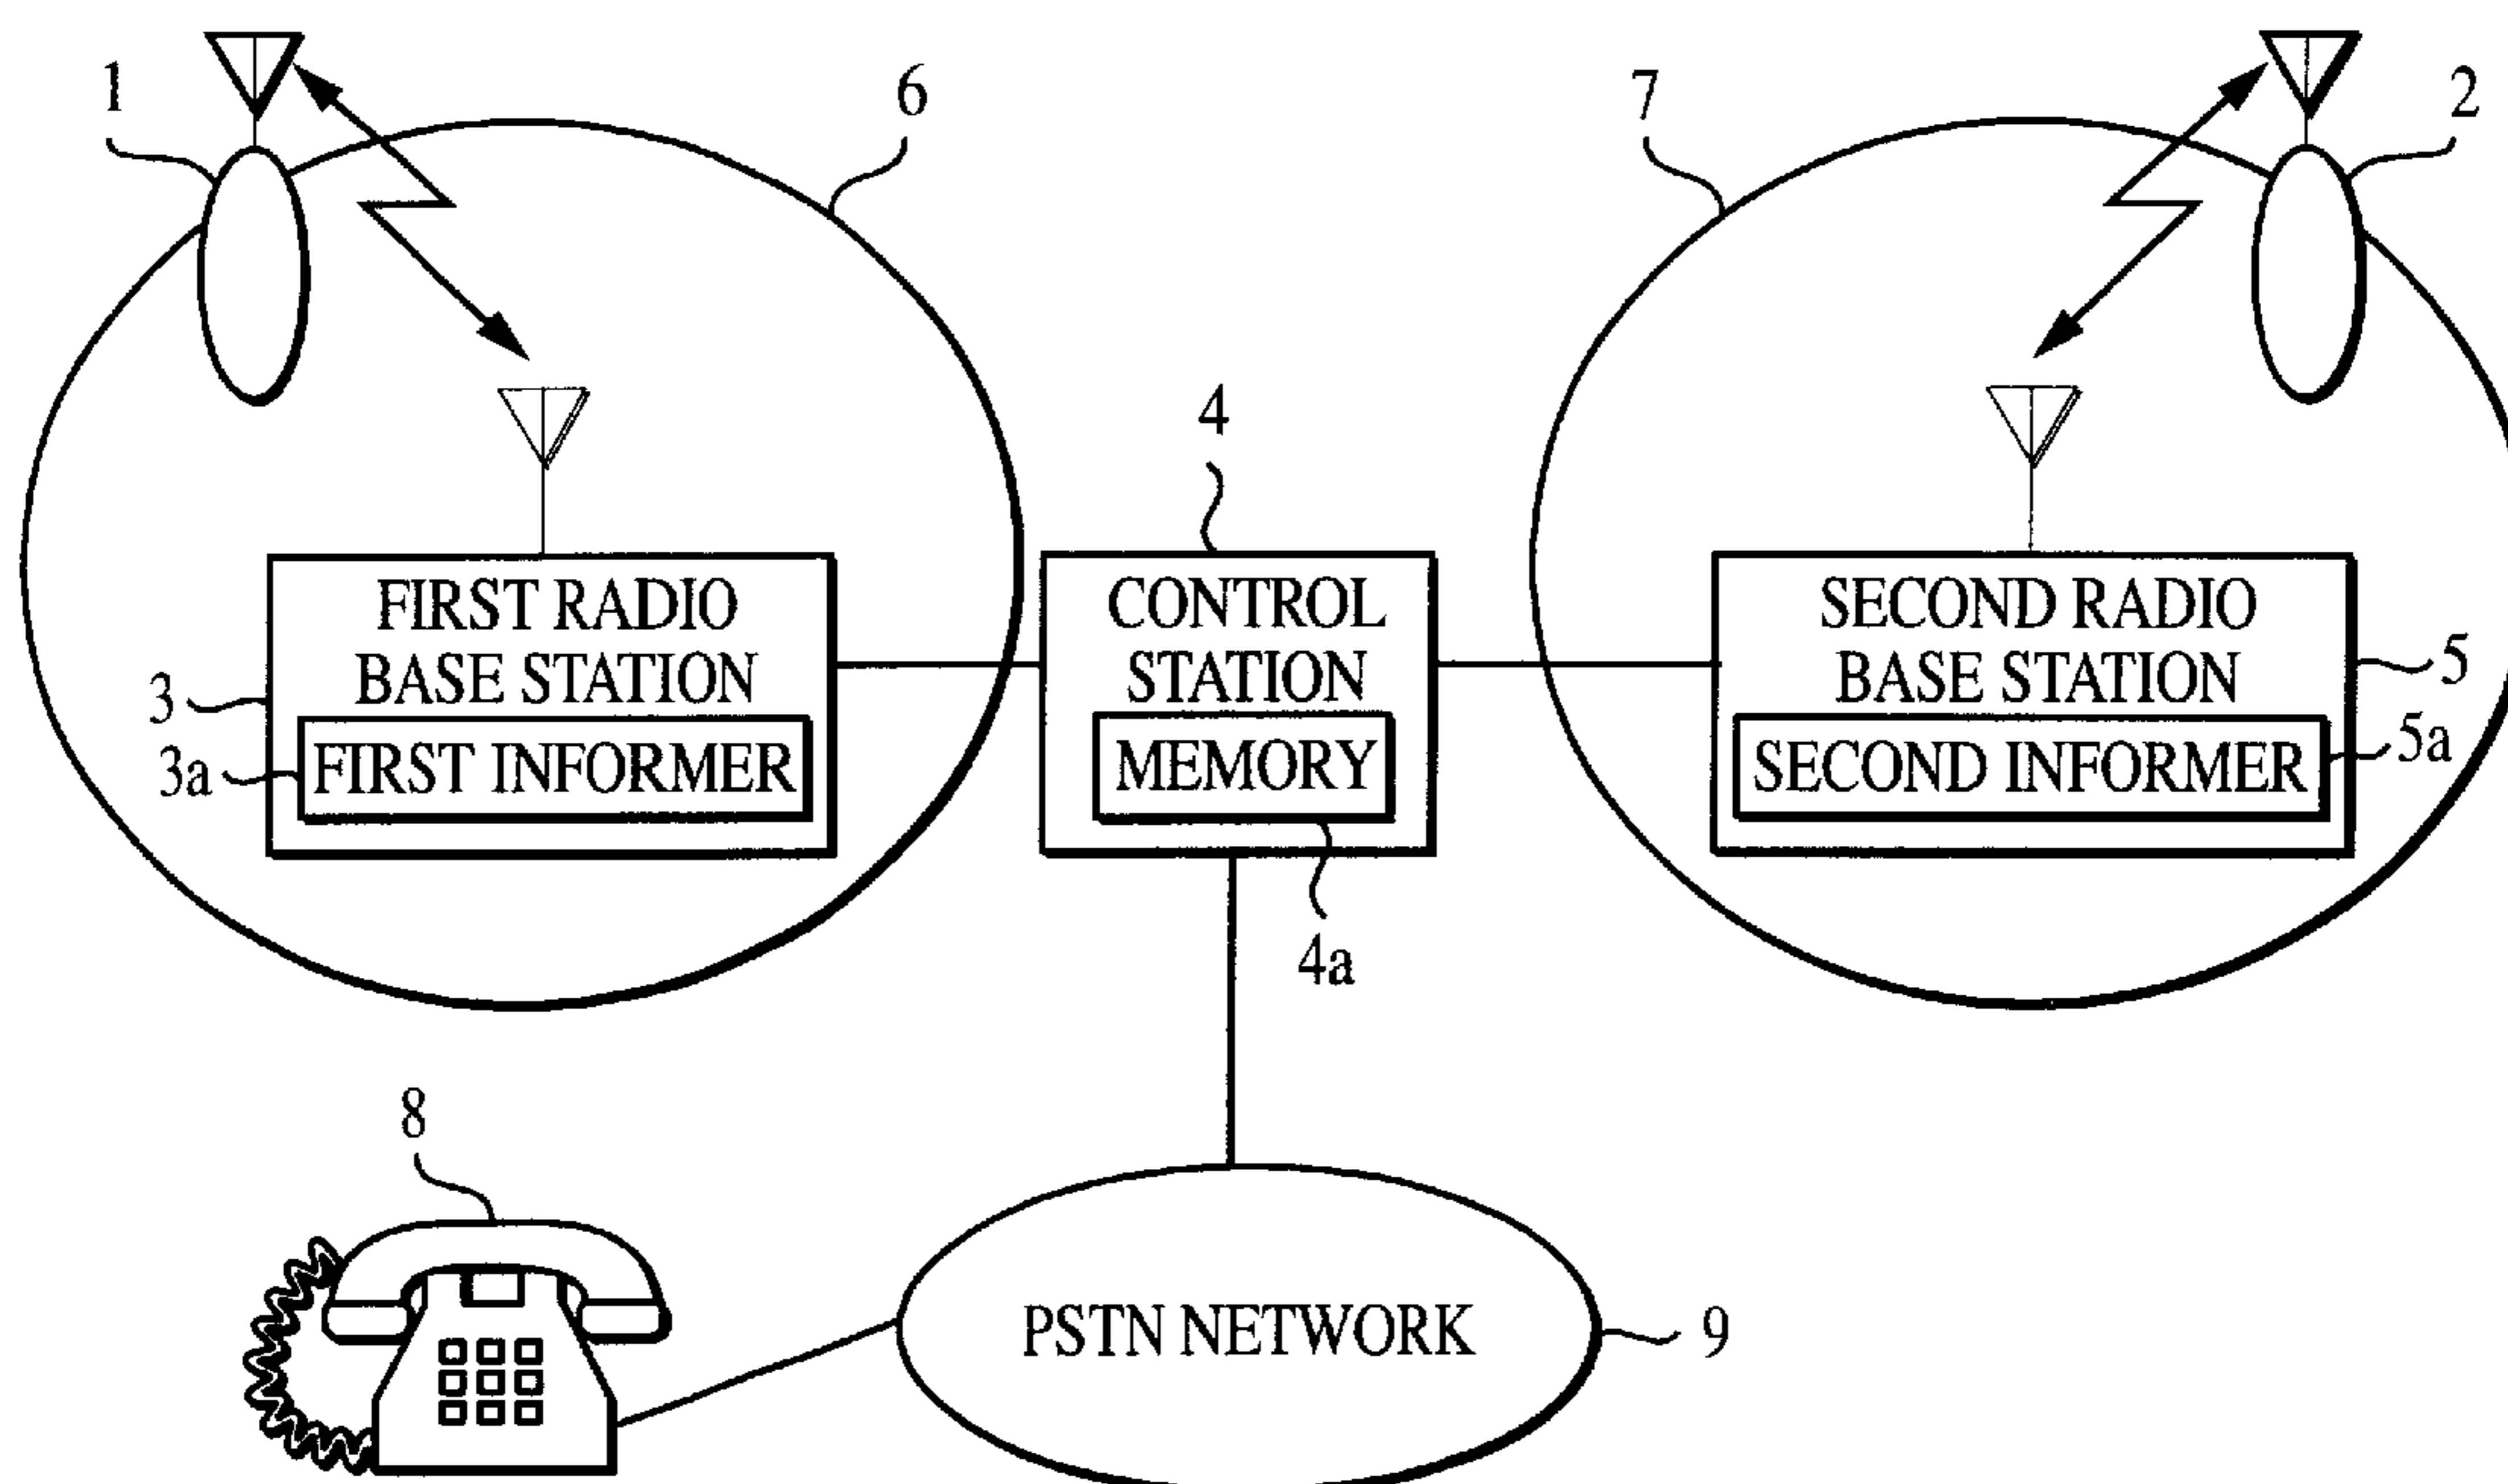 1
6
7
2
4
FIRST RADIO
BASE STATION
3
FIRST INFORMER
3a
CONTROL
STATION
MEMORY
4a
SECOND RADIO
BASE STATION
5
SECOND INFORMER
5a
8
PSTN NETWORK
9